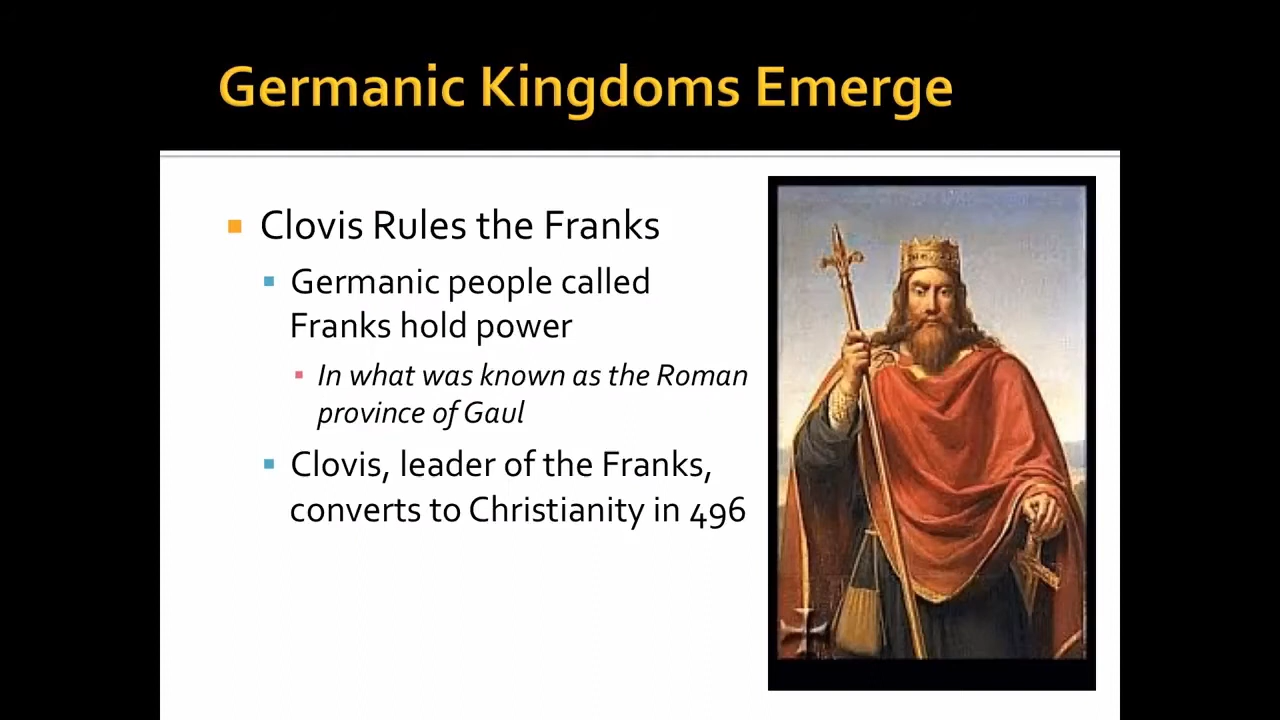 Germanic Kingdoms Emerge
Clovis Rules the Franks
Germanic people called
Franks hold power
In what was known as the Roman
province of Gaul
Clovis, leader of the Franks,
converts to Christianity in 496